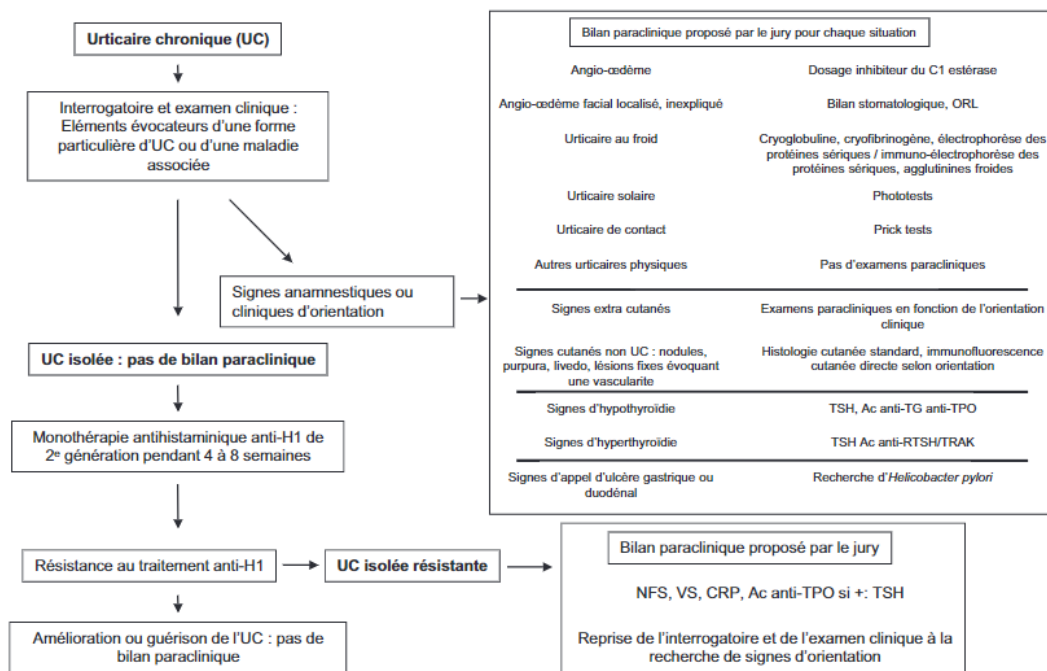 Urticaire chronique (UC)
Interrogatoire et examen clinique :
Eléments évocateurs d'une forme
particulière d'UC ou d'une maladie
associée
Signes anamnestiques ou
cliniques d'orientation
UC isolée : pas de bilan paraclinique
Monothérapie antihistaminique anti-H1 de
2e génération pendant 4 à 8 semaines
Résistance au traitement anti-H1
UC isolée résistante
Amélioration ou guérison de l'UC : pas de
bilan paraclinique
Bilan paraclinique proposé par le jury pour chaque situation
Angio-œdème
Dosage inhibiteur du C1 estérase
Angio-œdème facial localisé, inexpliqué
Bilan stomatologique, ORL
Urticaire au froid
Cryoglobuline, cryofibrinogène, électrophorèse des
protéines sériques / immuno-électrophorèse des
protéines sériques, agglutinines froides
Urticaire solaire
Phototests
Urticaire de contact
Prick tests
Autres urticaires physiques
Pas d'examens paracliniques
Signes extra cutanés
Examens paracliniques en fonction de l'orientation
clinique
Signes cutanés non UC : nodules,
purpura, livedo, lésions fixes évoquant
une vascularite
Histologie cutanée standard, immunofluorescence
cutanée directe selon orientation
Signes d'hypothyroïdie
TSH, Ac anti-TG anti-TPO
Signes d'hyperthyroïdie
TSH Ac anti-RTSH/TRAK
Signes d'appel d'ulcère gastrique ou
duodénal
Recherche d'Helicobacter pylori
Bilan paraclinique proposé par le jury
NFS, VS, CRP, Ac anti-TPO si +: TSH
Reprise de l'interrogatoire et de l'examen clinique à la
recherche de signes d'orientation